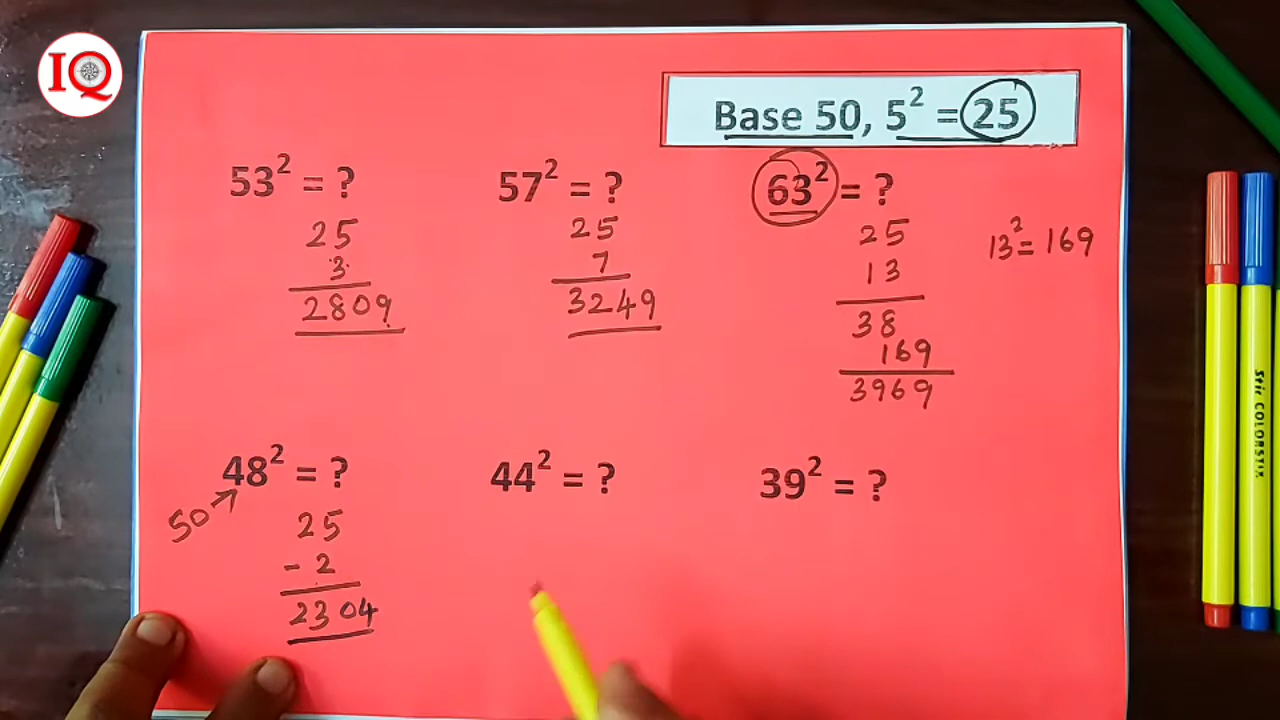 IQ
Base 50, 5² = 25
53² = ?
25
3
2809
57² = ?
25
7
3249
63² = ?
25
13
38
169
3969
13² = 169
48² = ?
50
25
- 2
2304
44² = ?
39² = ?
Stic COLORSTIX